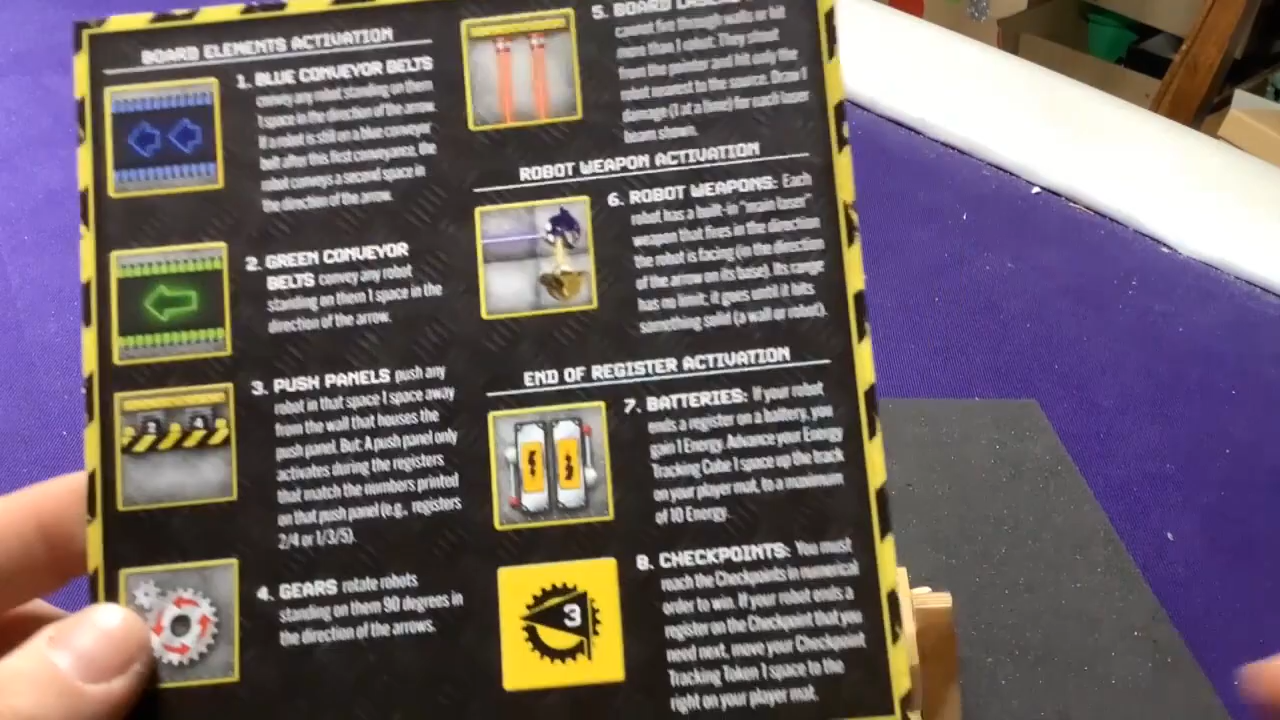 BOARD ELEMENTS ACTIVATION
1. BLUE CONVEYOR BELTS
convey any robot standing on them
1 space in the direction of the arrow.
If a robot is still on a blue conveyor
belt after this first conveyance, the
robot conveys a second space in
the direction of the arrow.
2. GREEN CONVEYOR
BELTS convey any robot
standing on them 1 space in the
direction of the arrow.
3. PUSH PANELS push any
robot in that space 1 space away
from the wall that houses the
push panel. But: A push panel only
activates during the registers
that match the numbers printed
on that push panel (e.g., registers
2/4 or 1/3/5).
4. GEARS rotate robots
standing on them 90 degrees in
the direction of the arrows.
5. BOARD LASERS
cannot fire through walls or hit
more than 1 robot. They shoot
from the pointer and hit only the
robot nearest to the source. Draw 1
damage (1 at a time) for each laser
beam shown.
ROBOT WEAPON ACTIVATION
6. ROBOT WEAPONS: Each
robot has a built-in "main laser"
weapon that fires in the direction
the robot is facing (in the direction
of the arrow on its base). Its range
has no limit; it goes until it hits
something solid (a wall or robot).
END OF REGISTER ACTIVATION
7. BATTERIES: If your robot
ends a register on a battery, you
gain 1 Energy. Advance your Energy
Tracking Cube 1 space up the track
on your player mat, to a maximum
of 10 Energy.
3
8. CHECKPOINTS: You must
reach the Checkpoints in numerical
order to win. If your robot ends a
register on the Checkpoint that you
need next, move your Checkpoint
Tracking Token 1 space to the
right on your player mat.